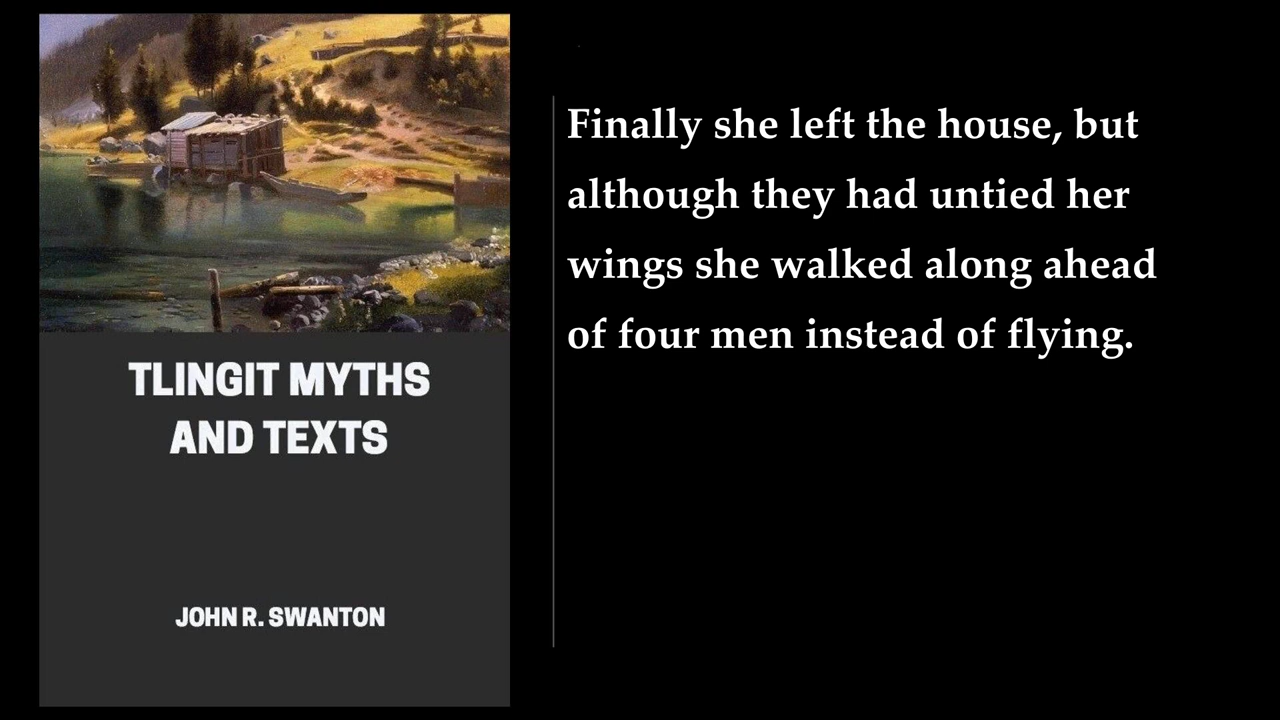 TLINGIT MYTHS
AND TEXTS
JOHN R. SWANTON
Finally she left the house, but
although they had untied her
wings she walked along ahead
of four men instead of flying.